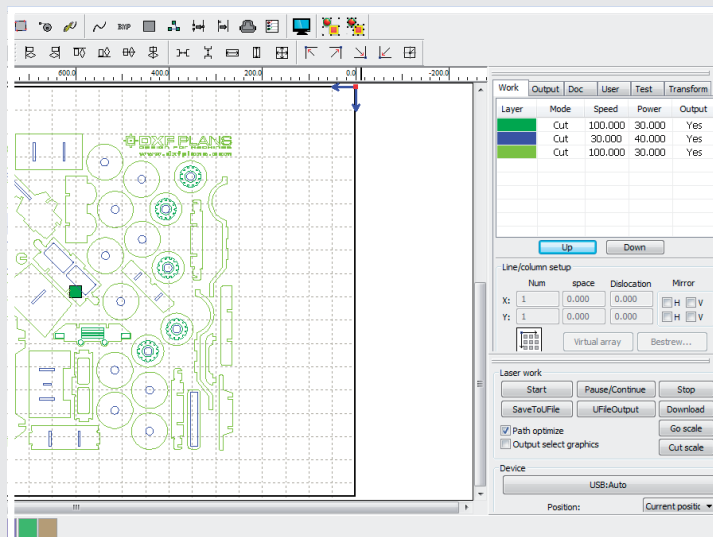 BYP
600.0 400.0 200.0 0.0 -200.0
DXF PLANS
DESIGN FOR MACHINES
www.dxfplans.com
Work Output Doc User Test Transform
Layer Mode Speed Power Output
Cut 100.000 30.000 Yes
Cut 30.000 40.000 Yes
Cut 100.000 30.000 Yes
Up Down
Line/column setup
Num space Dislocation Mirror
X: 1 0.000 0.000 H V
Y: 1 0.000 0.000 H V
Virtual array Bestrew...
Laser work
Start Pause/Continue Stop
SaveToUFile UFileOutput Download
Path optimize Go scale
Output select graphics Cut scale
Device
USB:Auto
Position: Current positic